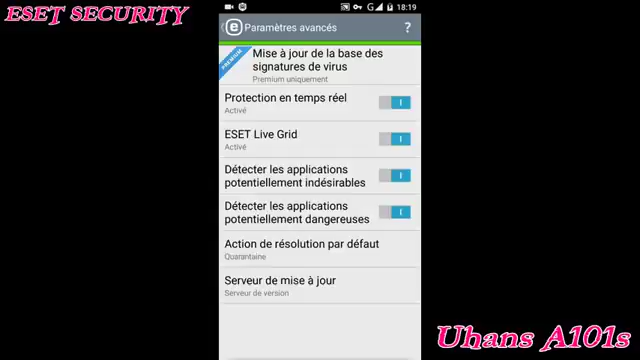 ESET SECURITY
G 18:19
e Paramètres avancés ?
PREMIUM
Mise à jour de la base des
signatures de virus
Premium uniquement
Protection en temps réel
Activé
ESET Live Grid
Activé
Détecter les applications
potentiellement indésirables
Détecter les applications
potentiellement dangereuses
Action de résolution par défaut
Quarantaine
Serveur de mise à jour
Serveur de version
Uhans A101s